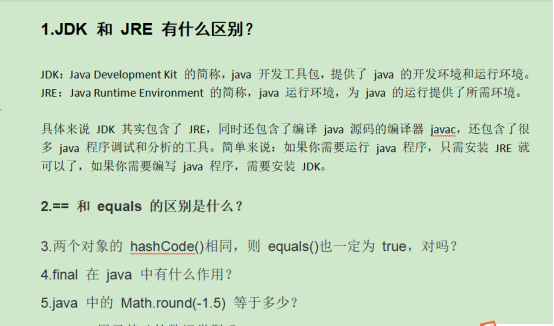 1.JDK 和 JRE 有什么区别？
JDK：Java Development Kit 的简称，java 开发工具包，提供了 java 的开发环境和运行环境。
JRE：Java Runtime Environment 的简称，java 运行环境，为 java 的运行提供了所需环境。
具体来说 JDK 其实包含了 JRE，同时还包含了编译 java 源码的编译器 javac，还包含了很
多 java 程序调试和分析的工具。简单来说：如果你需要运行 java 程序，只需安装 JRE 就
可以了，如果你需要编写 java 程序，需要安装 JDK。
2.== 和 equals 的区别是什么？
3.两个对象的 hashCode()相同，则 equals()也一定为 true，对吗？
4.final 在 java 中有什么作用？
5.java 中的 Math.round(-1.5) 等于多少？